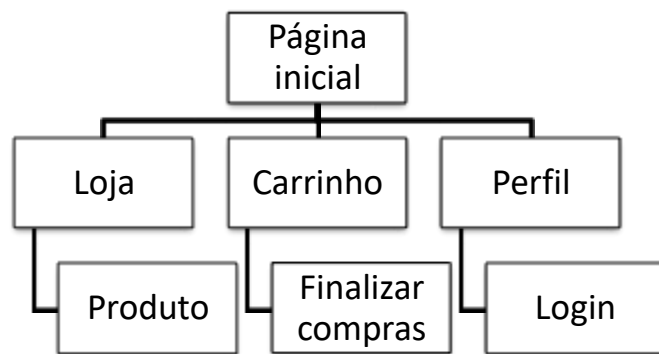 Página
inicial
Loja
Carrinho
Perfil
Produto
Finalizar
compras
Login